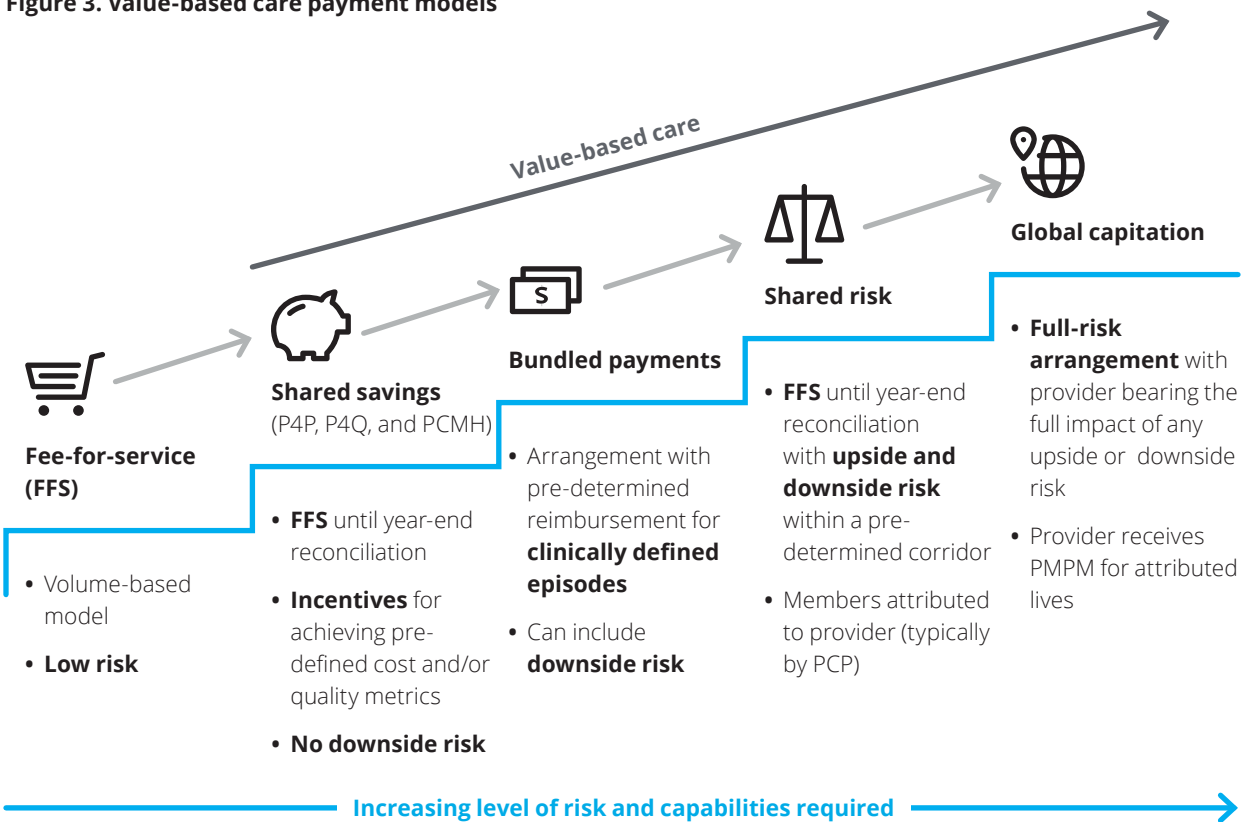 Figure 3. Value-based care payment models
Value-based care
Fee-for-service
(FFS)
• Volume-based
model
• Low risk
Shared savings
(P4P, P4Q, and PCMH)
• FFS until year-end
reconciliation
• Incentives for
achieving pre-
defined cost and/or
quality metrics
• No downside risk
S
Bundled payments
• Arrangement with
pre-determined
reimbursement for
clinically defined
episodes
• Can include
downside risk
Shared risk
• FFS until year-end
reconciliation
with upside and
downside risk
within a pre-
determined corridor
• Members attributed
to provider (typically
by PCP)
Global capitation
• Full-risk
arrangement with
provider bearing the
full impact of any
upside or downside
risk
• Provider receives
PMPM for attributed
lives
Increasing level of risk and capabilities required